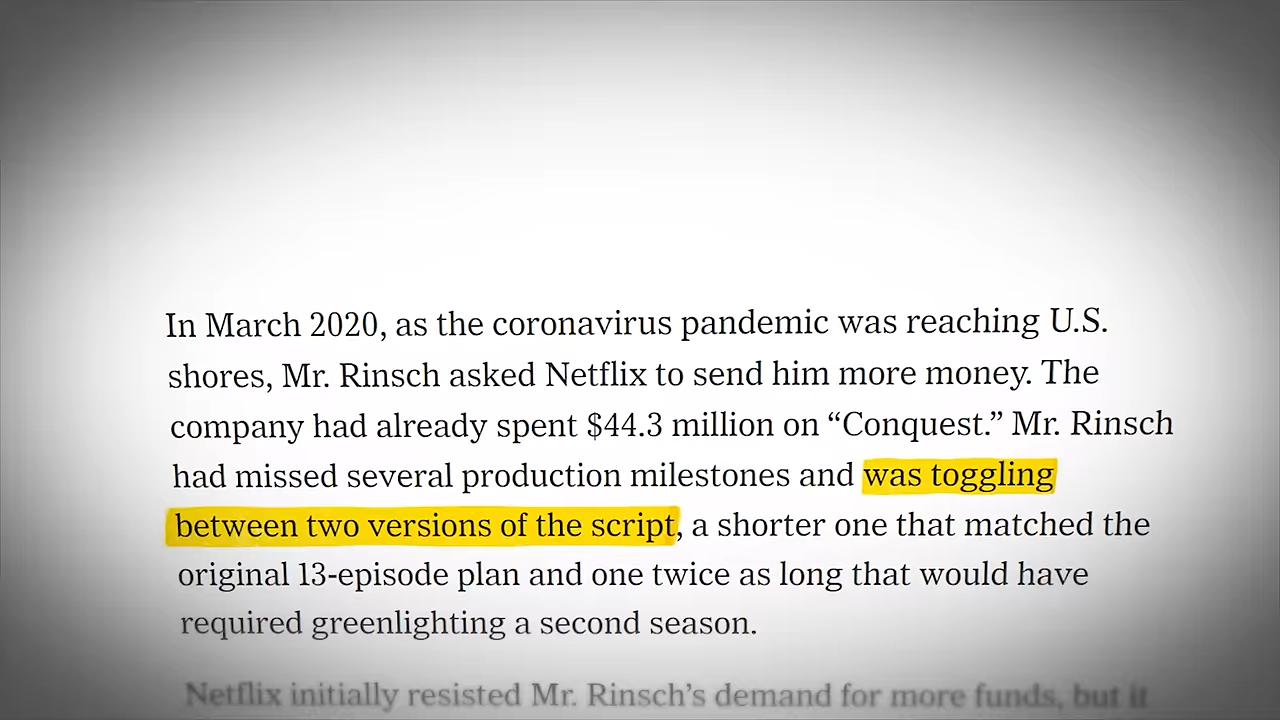 In March 2020, as the coronavirus pandemic was reaching U.S.
shores, Mr. Rinsch asked Netflix to send him more money. The
company had already spent $44.3 million on “Conquest.” Mr. Rinsch
had missed several production milestones and was toggling
between two versions of the script, a shorter one that matched the
original 13-episode plan and one twice as long that would have
required greenlighting a second season.
Netflix initially resisted Mr. Rinsch’s demand for more funds, but it